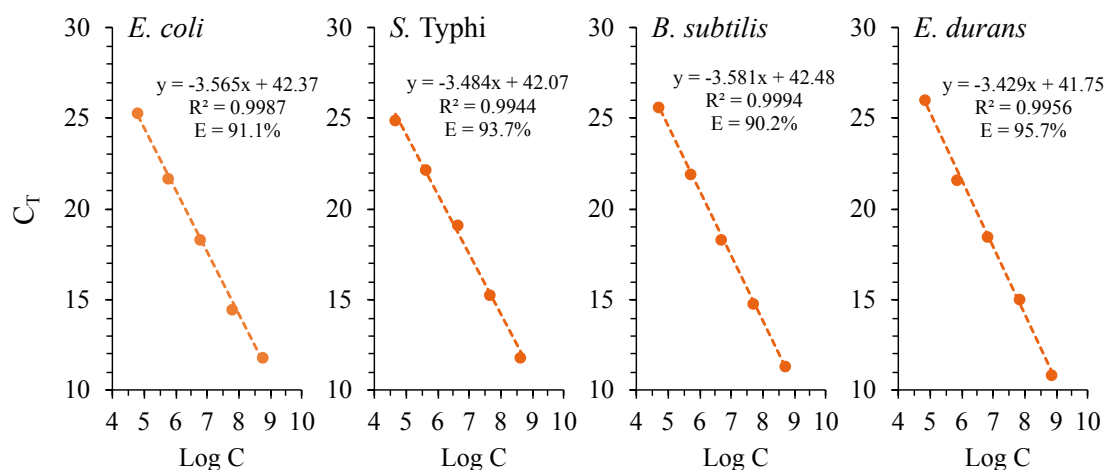 E. coli
y = -3.565x + 42.37
R² = 0.9987
E = 91.1%
S. Typhi
y = -3.484x + 42.07
R² = 0.9944
E = 93.7%
B. subtilis
y = -3.581x + 42.48
R² = 0.9994
E = 90.2%
E. durans
y = -3.429x + 41.75
R² = 0.9956
E = 95.7%
C_T
30
25
20
15
10
4 5 6 7 8 9 10
Log C
30
25
20
15
10
4 5 6 7 8 9 10
Log C
30
25
20
15
10
4 5 6 7 8 9 10
Log C
30
25
20
15
10
4 5 6 7 8 9 10
Log C